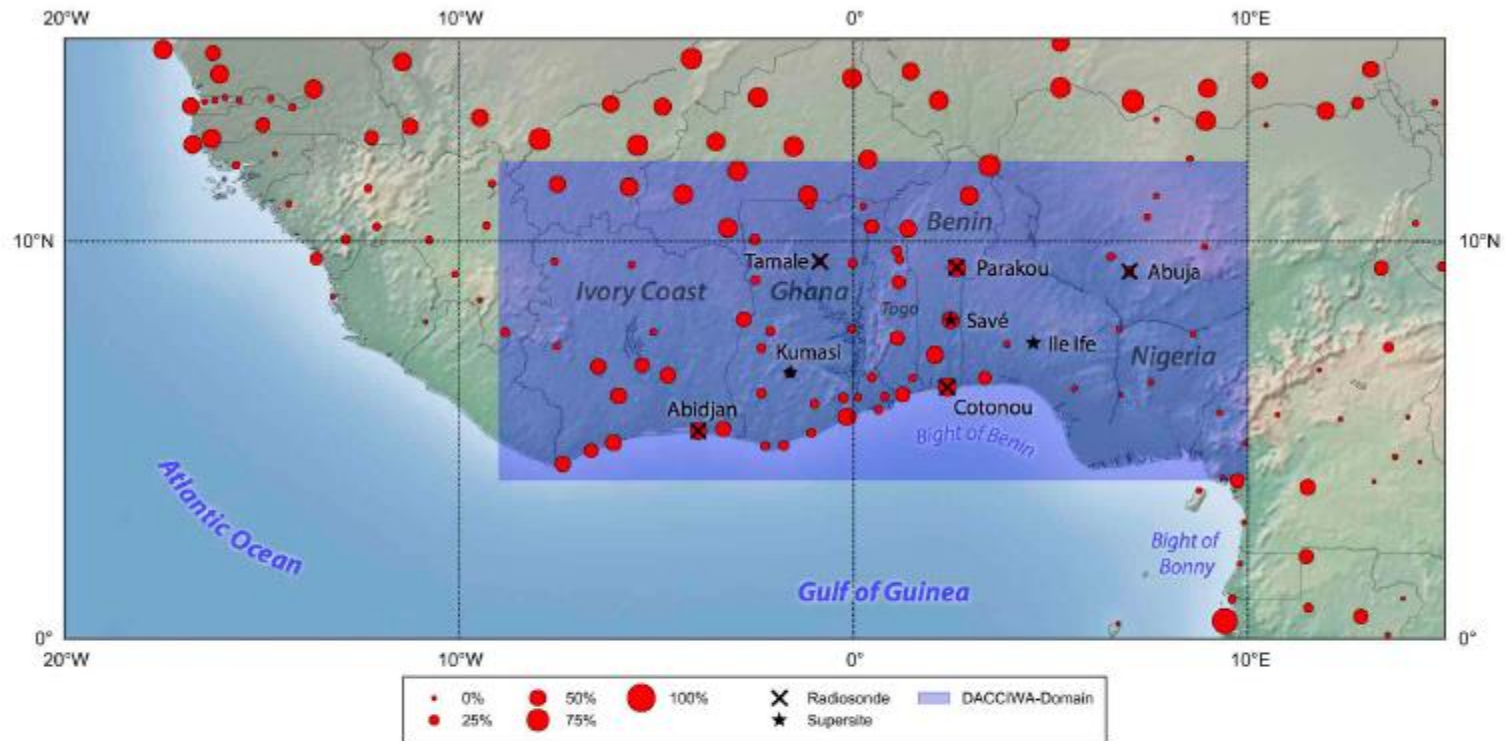 20°W 10°W 0° 10°E
10°N 10°N
Benin
Tamale Parakou Abuja
Ivory Coast Ghana
Togo Savé
Kumasi Ile Ife Nigeria
Abidjan Cotonou
Bight of Benin
Atlantic Ocean
Bight of
Bonny
Gulf of Guinea
0° 0°
20°W 10°W 0° 10°E
0% 50% 100% Radiosonde DACCIWA-Domain
25% 75% Supersite